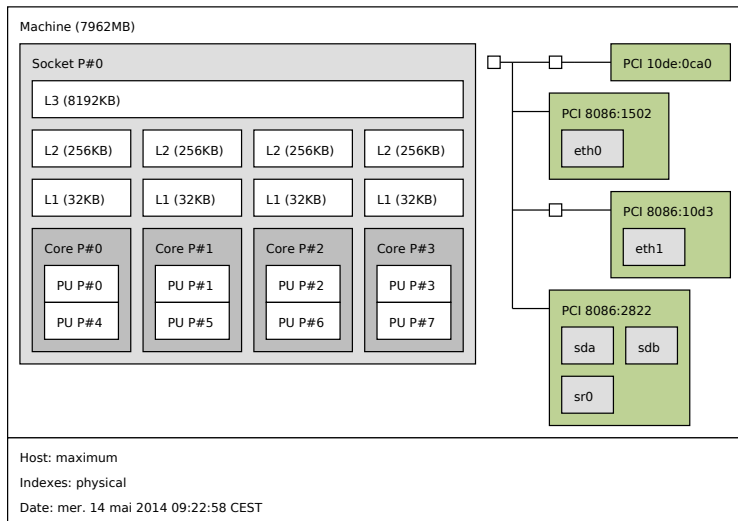 Machine (7962MB)
Socket P#0
L3 (8192KB)
L2 (256KB) L2 (256KB) L2 (256KB) L2 (256KB)
L1 (32KB) L1 (32KB) L1 (32KB) L1 (32KB)
Core P#0 Core P#1 Core P#2 Core P#3
PU P#0 PU P#1 PU P#2 PU P#3
PU P#4 PU P#5 PU P#6 PU P#7
PCI 10de:0ca0
PCI 8086:1502
eth0
PCI 8086:10d3
eth1
PCI 8086:2822
sda sdb
sr0
Host: maximum
Indexes: physical
Date: mer. 14 mai 2014 09:22:58 CEST